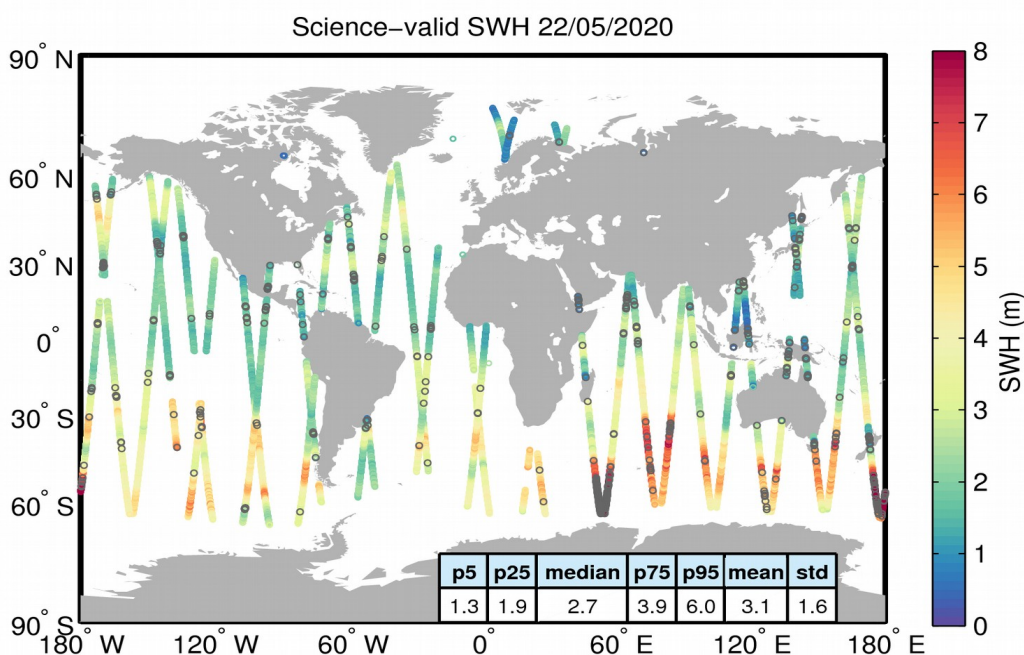 Science−valid SWH 22/05/2020
90° N
60° N
30° N
0°
30° S
60° S
90° S
180° W
120° W
60° W
0°
60° E
120° E
180° E
p5 p25 median p75 p95 mean std
1.3 1.9 2.7 3.9 6.0 3.1 1.6
8
7
6
5
4
3
2
1
0
SWH (m)